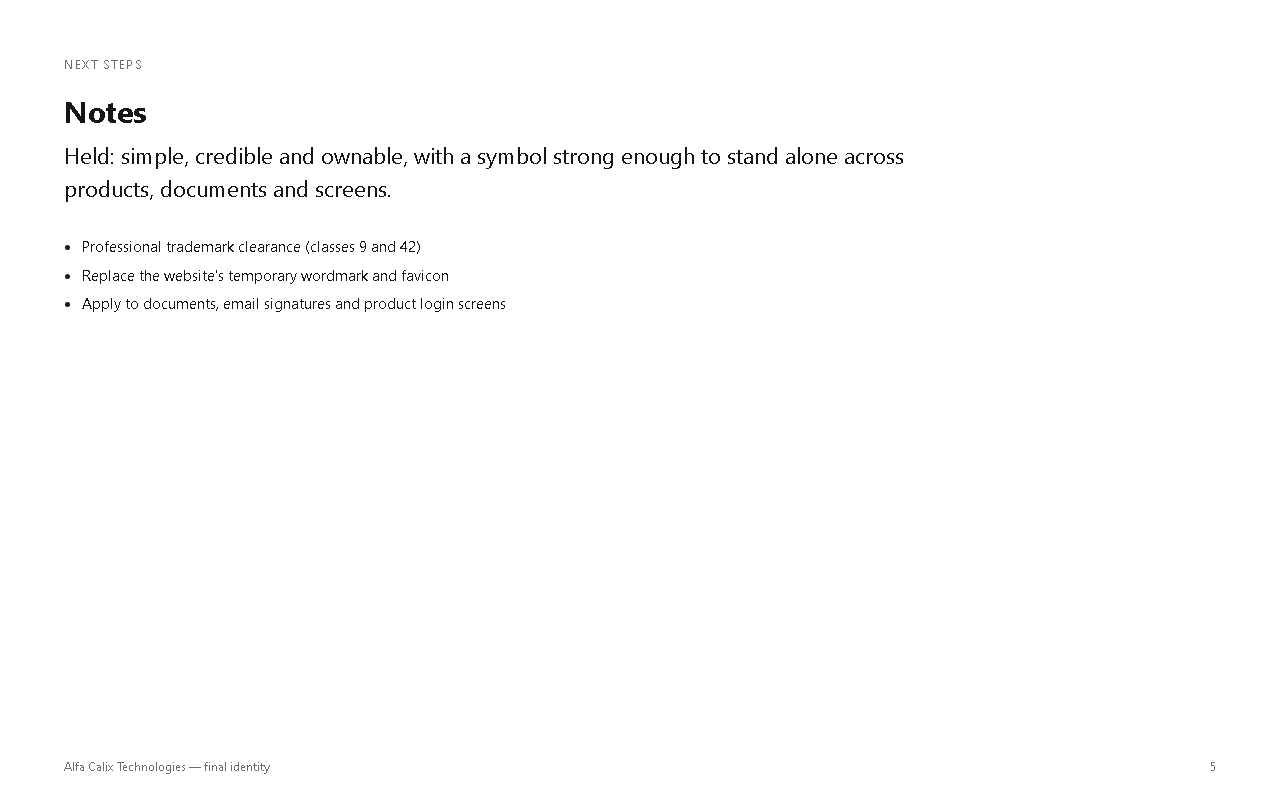 NEXT STEPS
Notes
Held: simple, credible and ownable, with a symbol strong enough to stand alone across
products, documents and screens.
• Professional trademark clearance (classes 9 and 42)
• Replace the website's temporary wordmark and favicon
• Apply to documents, email signatures and product login screens
Alfa Calix Technologies — final identity
5